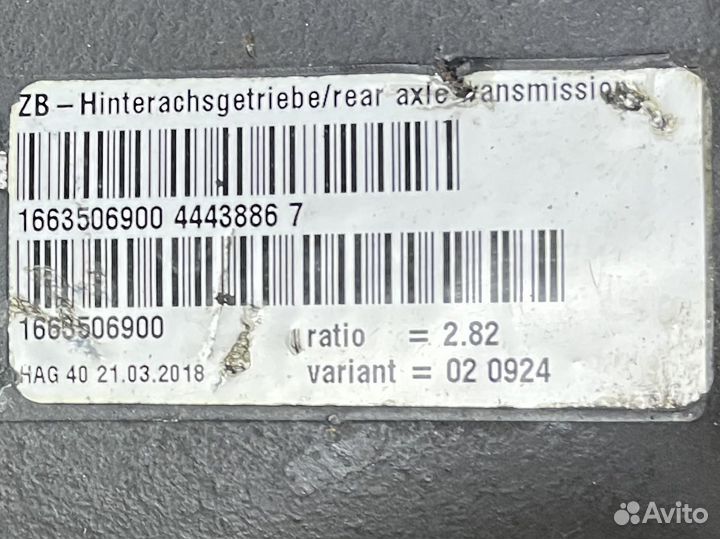 ZB – Hinterachsgetriebe/rear axle transmission
1663506900 4443886 7
1663506900
ratio = 2.82
HAG 40 21.03.2018
variant = 02 0924
Avito